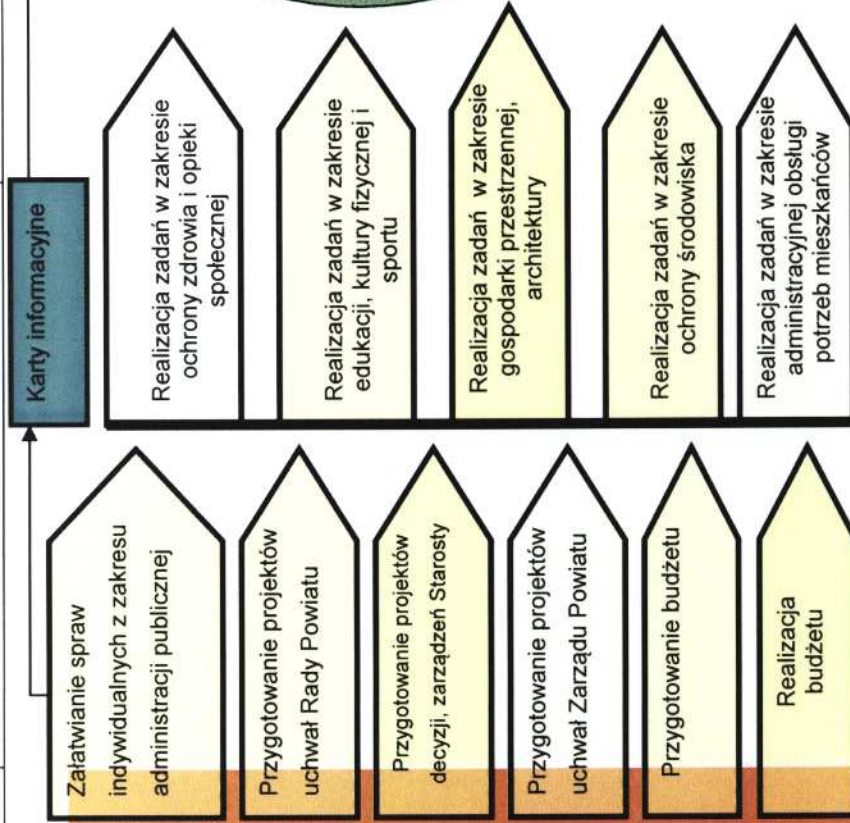 Karty informacyjne
Realizacja zadań w zakresie
ochrony zdrowia i opieki
społecznej
Realizacja zadań w zakresie
edukacji, kultury fizycznej i
sportu
Realizacja zadań w zakresie
gospodarki przestrzennej,
architektury
Realizacja zadań w zakresie
ochrony środowiska
Realizacja zadań w zakresie
administracyjnej obsługi
potrzeb mieszkańców
Załatwianie spraw
indywidualnych z zakresu
administracji publicznej
Przygotowanie projektów
uchwał Rady Powiatu
Przygotowanie projektów
decyzji, zarządzeń Starosty
Przygotowanie projektów
uchwał Zarządu Powiatu
Przygotowanie budżetu
Realizacja
budżetu